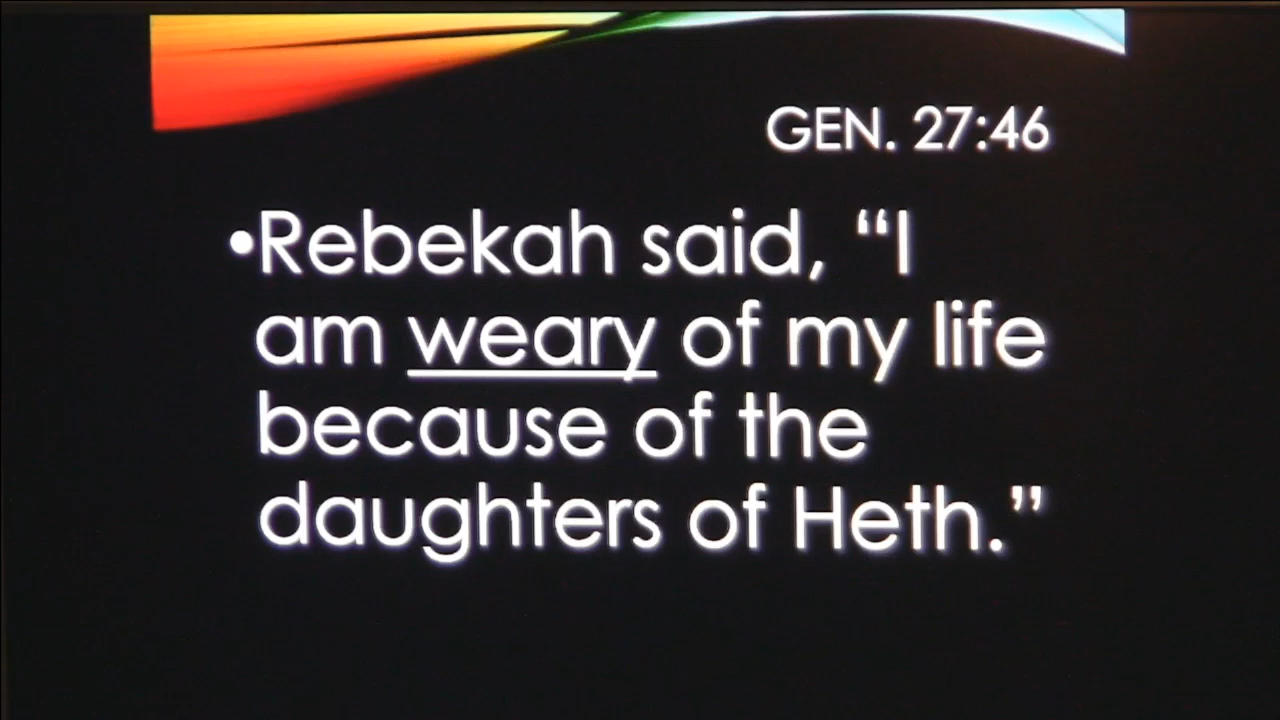 GEN. 27:46
•Rebekah said, “I
am weary of my life
because of the
daughters of Heth.”